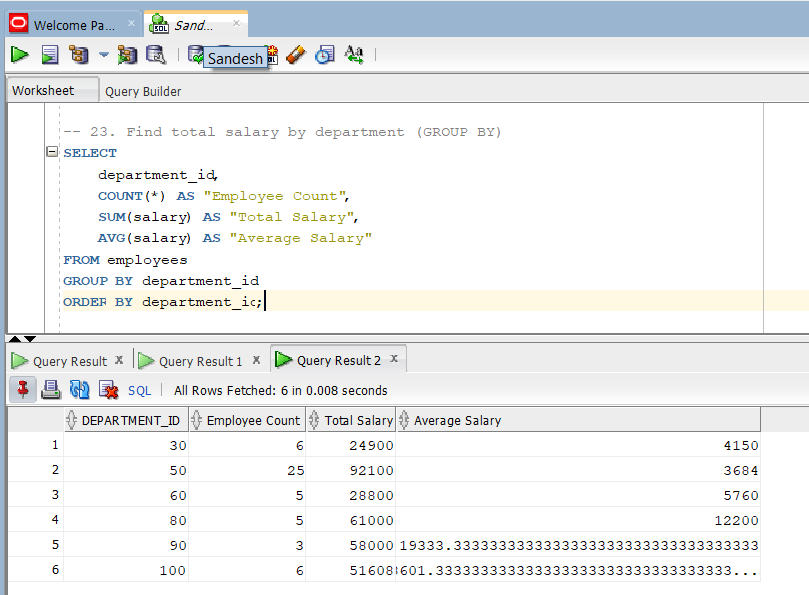 Welcome Pa...
Sand...
Sandesh
Worksheet
Query Builder
-- 23. Find total salary by department (GROUP BY)
SELECT
department_id,
COUNT(*) AS "Employee Count",
SUM(salary) AS "Total Salary",
AVG(salary) AS "Average Salary"
FROM employees
GROUP BY department_id
ORDER BY department_id;
Query Result
Query Result 1
Query Result 2
SQL
All Rows Fetched: 6 in 0.008 seconds
DEPARTMENT_ID Employee Count Total Salary Average Salary
1 30 6 24900 4150
2 50 25 92100 3684
3 60 5 28800 5760
4 80 5 61000 12200
5 90 3 58000 19333.3333333333333333333333333333333333
6 100 6 51608 8601.33333333333333333333333333333333...